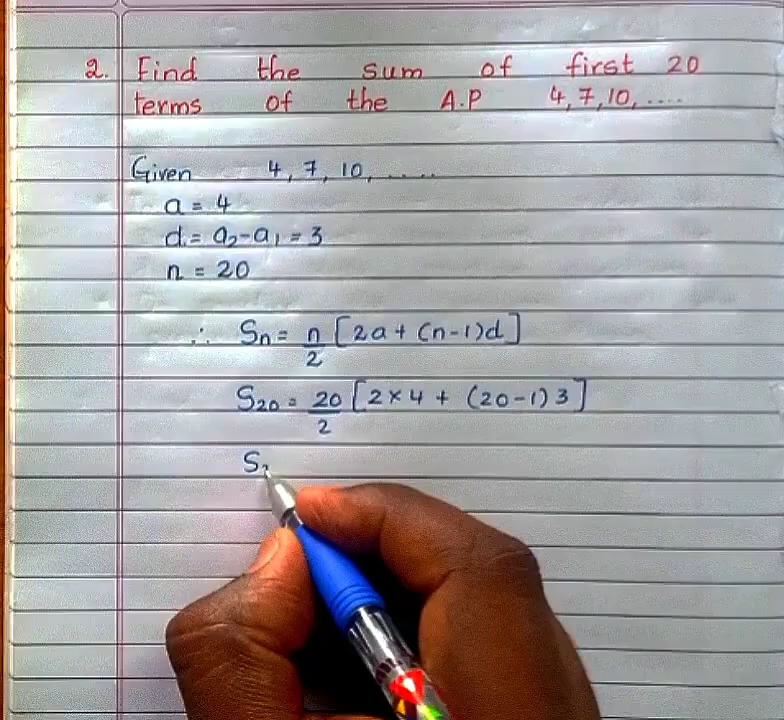 2. Find the sum of first 20
terms of the A.P 4, 7, 10, ....
Given 4, 7, 10, .....
a = 4
d = a₂-a₁ = 3
n = 20
∴ Sn = n/2 [2a + (n-1)d]
S₂₀ = 20/2 [2×4 + (20-1)3]
S₂